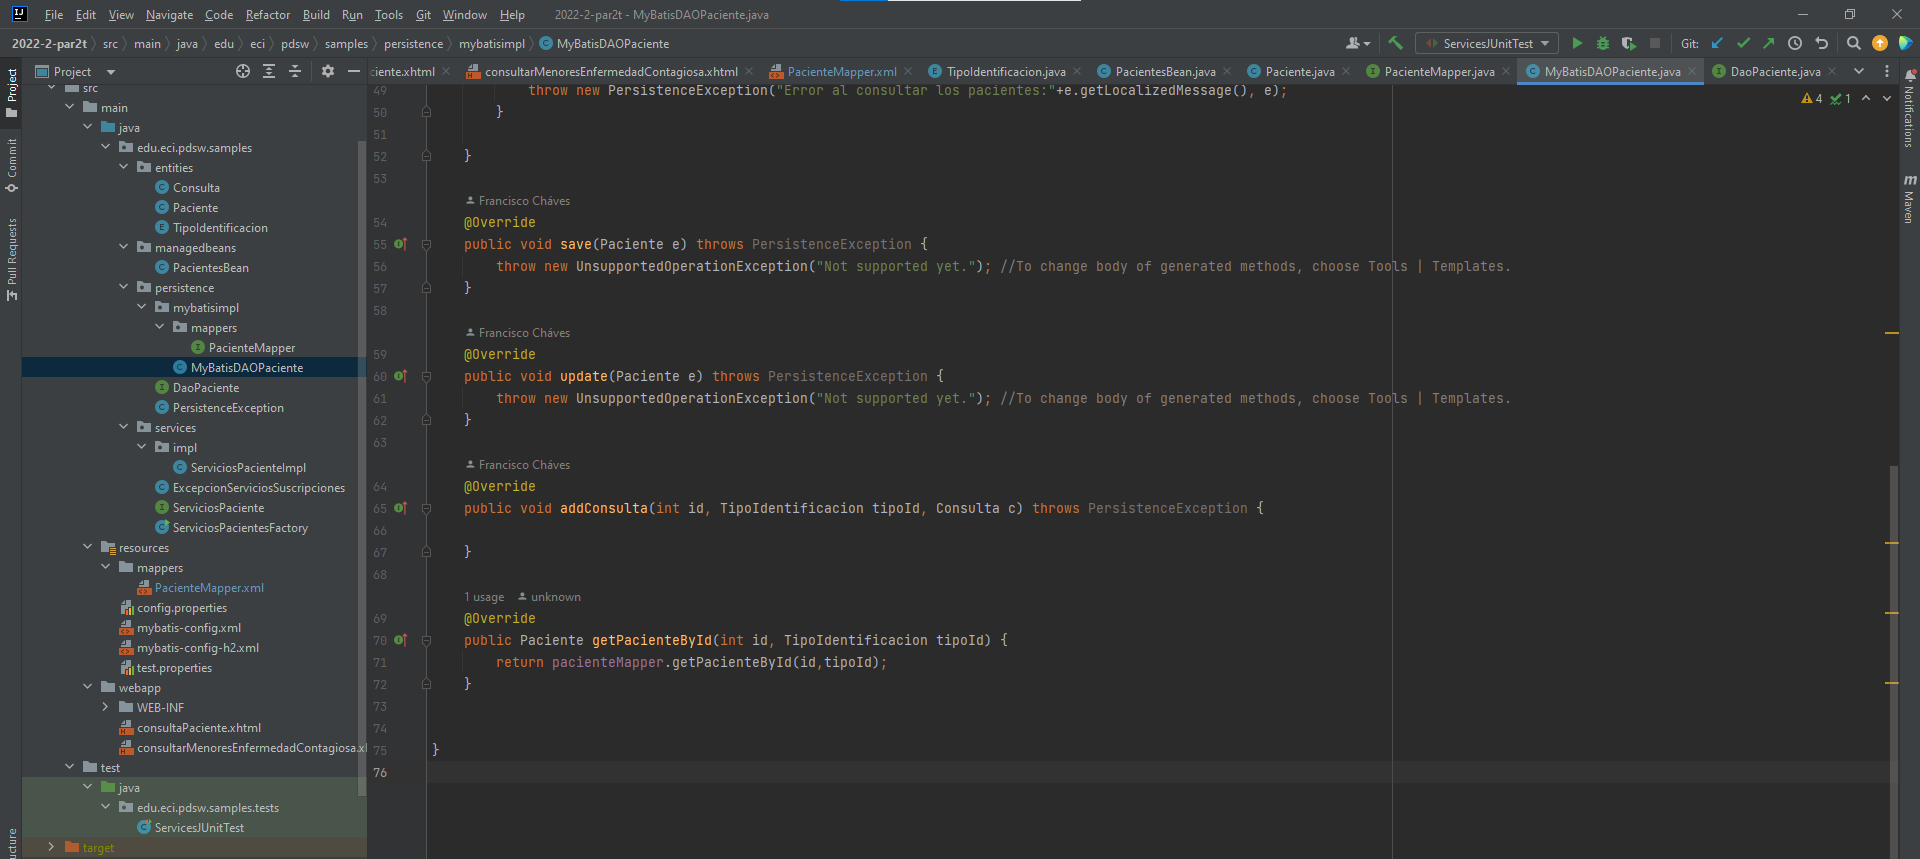 File Edit View Navigate Code Refactor Build Run Tools Git Window Help 2022-2-par2t - MyBatisDAOPaciente.java
2022-2-par2t src main java edu eci pdsw samples persistence mybatisimpl MyBatisDAOPaciente ServicesJUnitTest Git:
Project ciente.xhtml consultarMenoresEnfermedadContagiosa.xhtml PacienteMapper.xml TipoIdentificacion.java PacientesBean.java Paciente.java PacienteMapper.java MyBatisDAOPaciente.java DaoPaciente.java
Project
Commit
Pull Requests
ucture
src
main
java
edu.eci.pdsw.samples
entities
Consulta
Paciente
TipoIdentificacion
managedbeans
PacientesBean
persistence
mybatisimpl
mappers
PacienteMapper
MyBatisDAOPaciente
DaoPaciente
PersistenceException
services
impl
ServiciosPacienteImpl
ExcepcionServiciosSuscripciones
ServiciosPaciente
ServiciosPacientesFactory
resources
mappers
PacienteMapper.xml
config.properties
mybatis-config.xml
mybatis-config-h2.xml
test.properties
webapp
WEB-INF
consultaPaciente.xhtml
consultarMenoresEnfermedadContagiosa.xl
test
java
edu.eci.pdsw.samples.tests
ServicesJUnitTest
target
49 throw new PersistenceException("Error al consultar los pacientes:"+e.getLocalizedMessage(), e);
50 }
51
52 }
53
Francisco Cháves
54 @Override
55 public void save(Paciente e) throws PersistenceException {
56 throw new UnsupportedOperationException("Not supported yet."); //To change body of generated methods, choose Tools | Templates.
57 }
58
Francisco Cháves
59 @Override
60 public void update(Paciente e) throws PersistenceException {
61 throw new UnsupportedOperationException("Not supported yet."); //To change body of generated methods, choose Tools | Templates.
62 }
63
Francisco Cháves
64 @Override
65 public void addConsulta(int id, TipoIdentificacion tipoId, Consulta c) throws PersistenceException {
66
67 }
68
1 usage unknown
69 @Override
70 public Paciente getPacienteById(int id, TipoIdentificacion tipoId) {
71 return pacienteMapper.getPacienteById(id,tipoId);
72 }
73
74
75 }
76
4 1
Notifications
m Maven